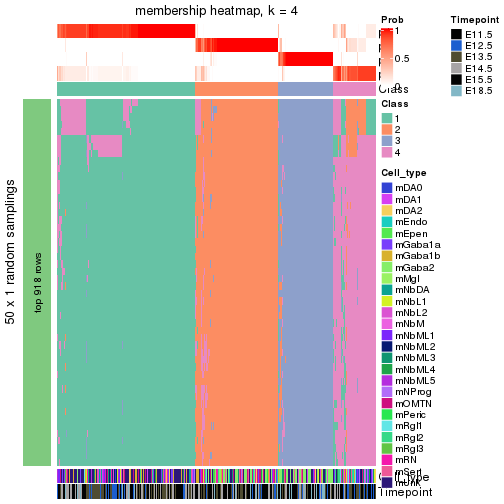 membership heatmap, k = 4
50 x 1 random samplings
top 918 rows
Class
Cell_type
Timepoint
Prob
1
0.5
0
Class
1
2
3
4
Cell_type
mDA0
mDA1
mDA2
mEndo
mEpen
mGaba1a
mGaba1b
mGaba2
mMgl
mNbDA
mNbL1
mNbL2
mNbM
mNbML1
mNbML2
mNbML3
mNbML4
mNbML5
mNProg
mOMTN
mPeric
mRgl1
mRgl2
mRgl3
mRN
mSert
mUnk
Timepoint
E11.5
E12.5
E13.5
E14.5
E15.5
E18.5